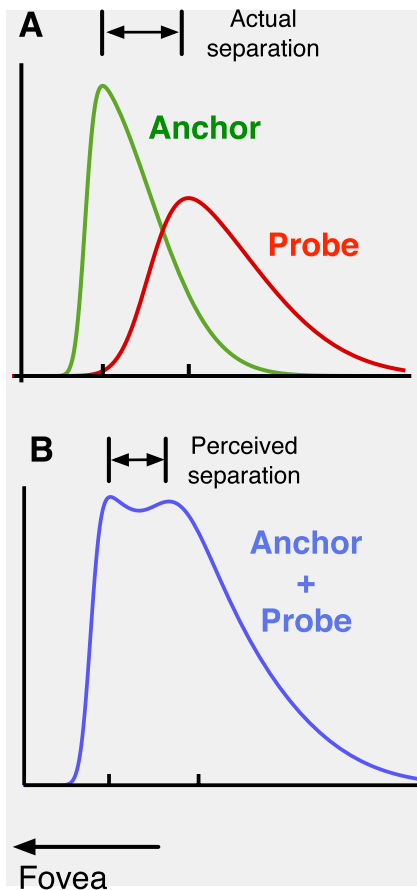 A
Actual
separation
Anchor
Probe
B
Perceived
separation
Anchor
+
Probe
Fovea